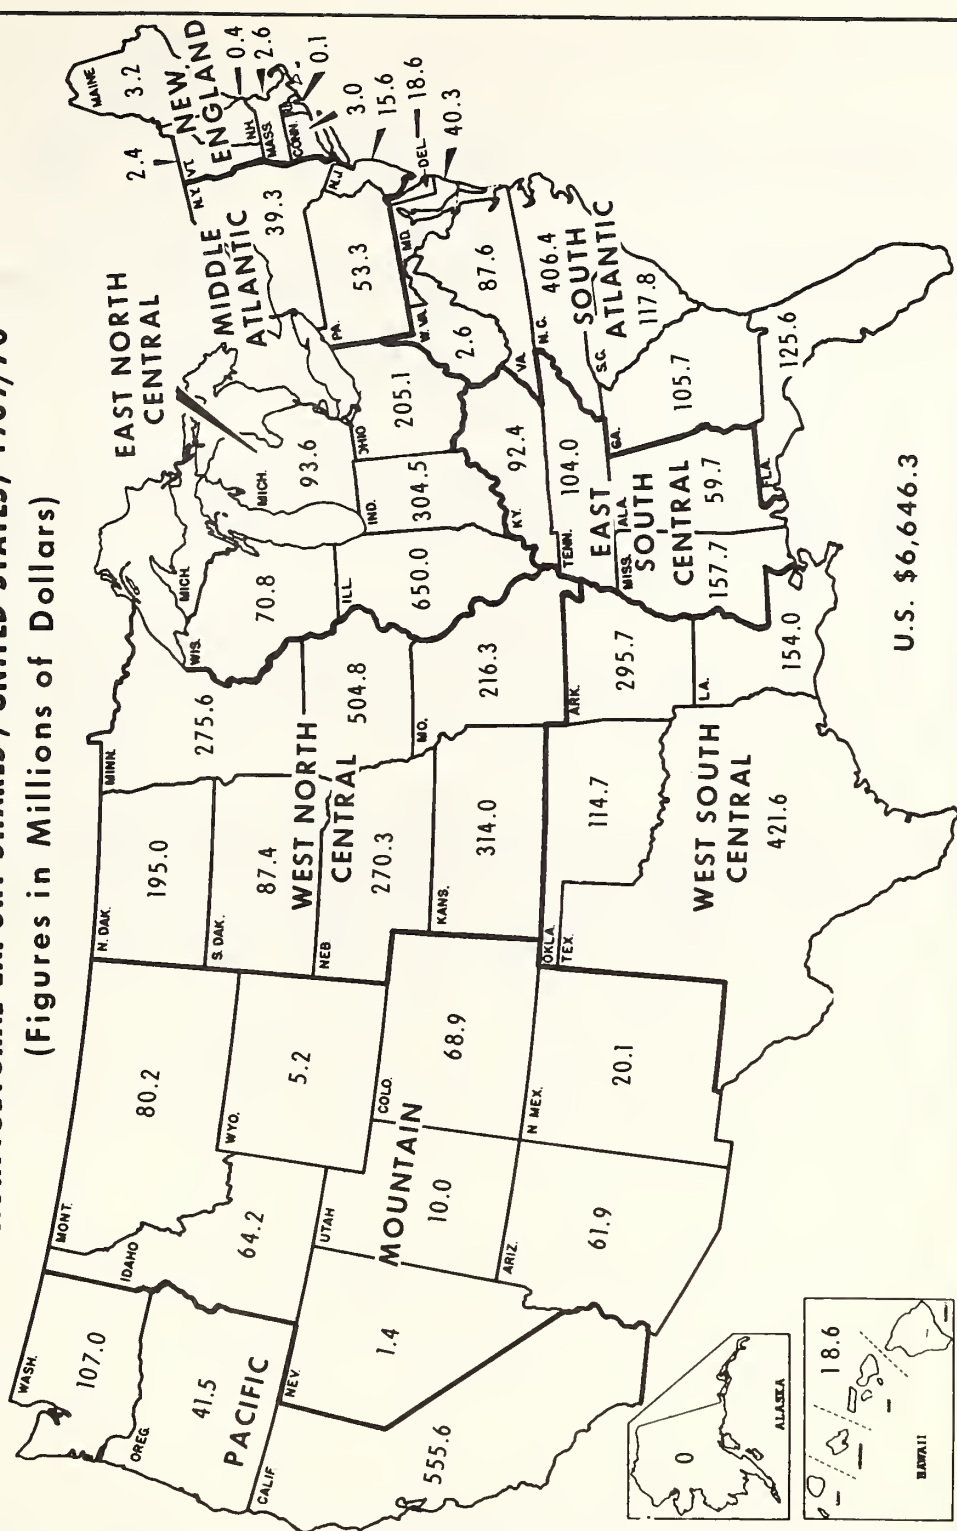 (Figures in Millions of Dollars)
WASH.
107.0
OREG.
41.5
PACIFIC
CALIF.
555.6
NEV.
1.4
IDAHO
64.2
MONT.
80.2
WYO.
5.2
UTAH
10.0
MOUNTAIN
COLO.
68.9
ARIZ.
61.9
N MEX.
20.1
N. DAK.
195.0
S. DAK.
87.4
WEST NORTH
CENTRAL
NEB
270.3
KANS.
314.0
MINN.
275.6
504.8
MO.
216.3
OKLA.
114.7
TEX.
WEST SOUTH
CENTRAL
421.6
ARK.
295.7
LA.
154.0
EAST NORTH
CENTRAL
WIS.
70.8
MICH.
MICH.
93.6
ILL.
650.0
IND.
304.5
OHIO
205.1
KY.
92.4
TENN.
104.0
EAST
SOUTH
CENTRAL
MISS.
157.7
ALA.
59.7
MIDDLE
ATLANTIC
N.Y.
39.3
PA.
53.3
N.J.
15.6
NEW
ENGLAND
MAINE
3.2
VT.
2.4
N.H.
0.4
MASS.
2.6
0.1
CONN.
3.0
DEL.
18.6
MD.
40.3
W.VA.
2.6
VA.
87.6
N.C.
406.4
SOUTH
ATLANTIC
S.C.
117.8
GA.
105.7
FLA.
125.6
0
ALASKA
18.6
HAWAII
U.S. $6,646.3